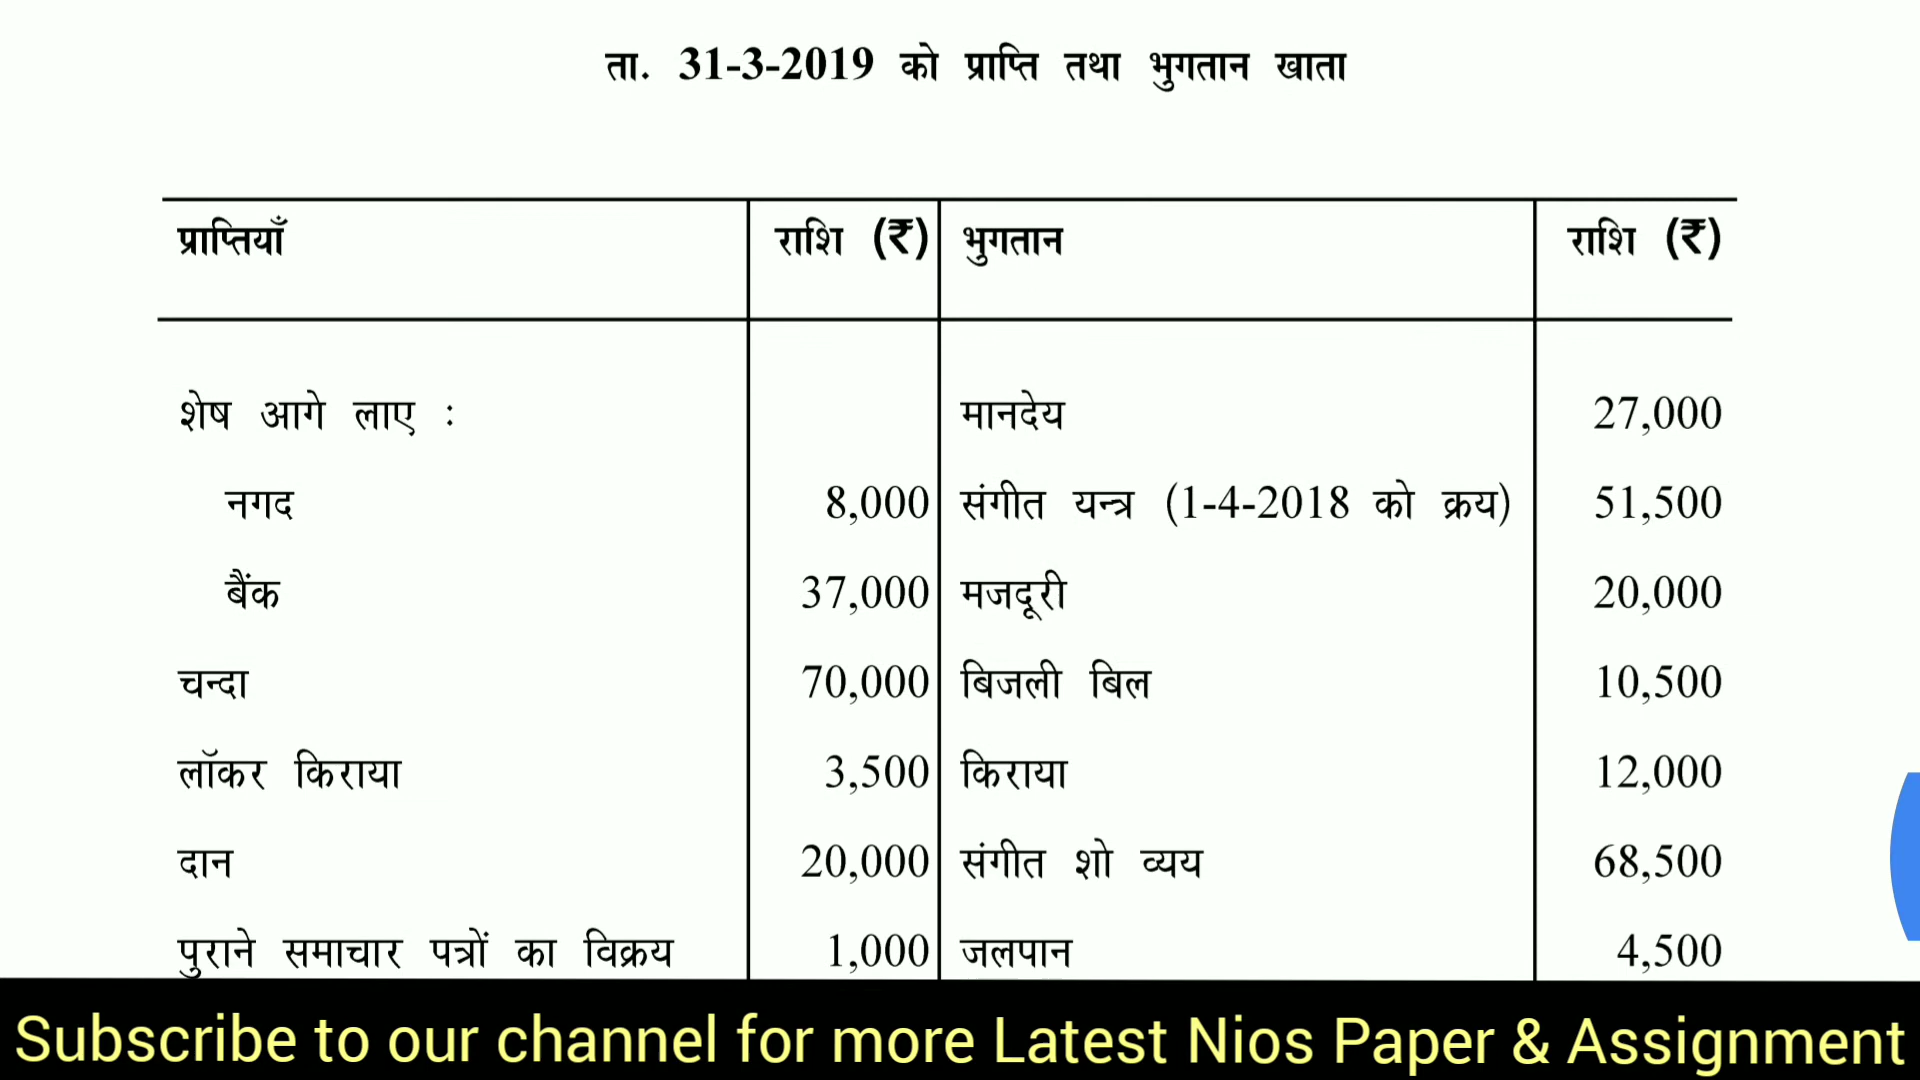 ता. 31-3-2019 को प्राप्ति तथा भुगतान खाता
प्राप्तियाँ राशि (₹) भुगतान राशि (₹)
शेष आगे लाए : मानदेय 27,000
नगद 8,000 संगीत यन्त्र (1-4-2018 को क्रय) 51,500
बैंक 37,000 मजदूरी 20,000
चन्दा 70,000 बिजली बिल 10,500
लॉकर किराया 3,500 किराया 12,000
दान 20,000 संगीत शो व्यय 68,500
पुराने समाचार पत्रों का विक्रय 1,000 जलपान 4,500
Subscribe to our channel for more Latest Nios Paper & Assignment